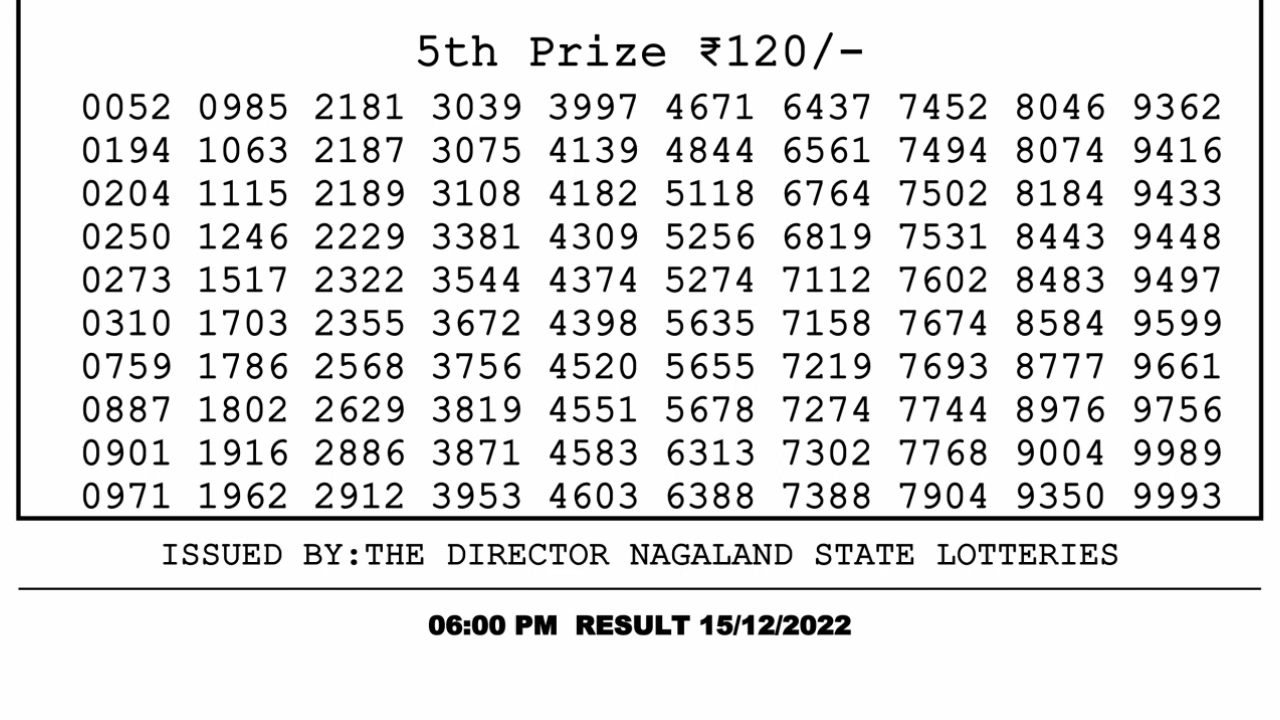 5th Prize ₹120/-
0052 0985 2181 3039 3997 4671 6437 7452 8046 9362
0194 1063 2187 3075 4139 4844 6561 7494 8074 9416
0204 1115 2189 3108 4182 5118 6764 7502 8184 9433
0250 1246 2229 3381 4309 5256 6819 7531 8443 9448
0273 1517 2322 3544 4374 5274 7112 7602 8483 9497
0310 1703 2355 3672 4398 5635 7158 7674 8584 9599
0759 1786 2568 3756 4520 5655 7219 7693 8777 9661
0887 1802 2629 3819 4551 5678 7274 7744 8976 9756
0901 1916 2886 3871 4583 6313 7302 7768 9004 9989
0971 1962 2912 3953 4603 6388 7388 7904 9350 9993
ISSUED BY:THE DIRECTOR NAGALAND STATE LOTTERIES
06:00 PM RESULT 15/12/2022